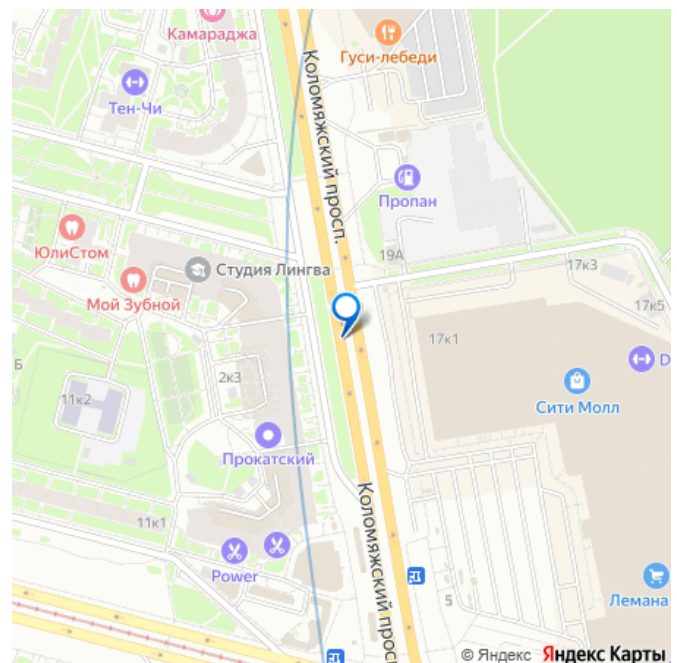 Камараджа
Гуси-лебеди
Тен-Чи
Коломяжский просп.
Пропан
19А
ЮлиСтом
Студия Лингва
17к3
Мой Зубной
17к5
17к1
Б
2к3
D
11к2
Сити Молл
Прокатский
Коломяжский просп
11к1
Power
5
Лемана
© Яндекс Яндекс Карты